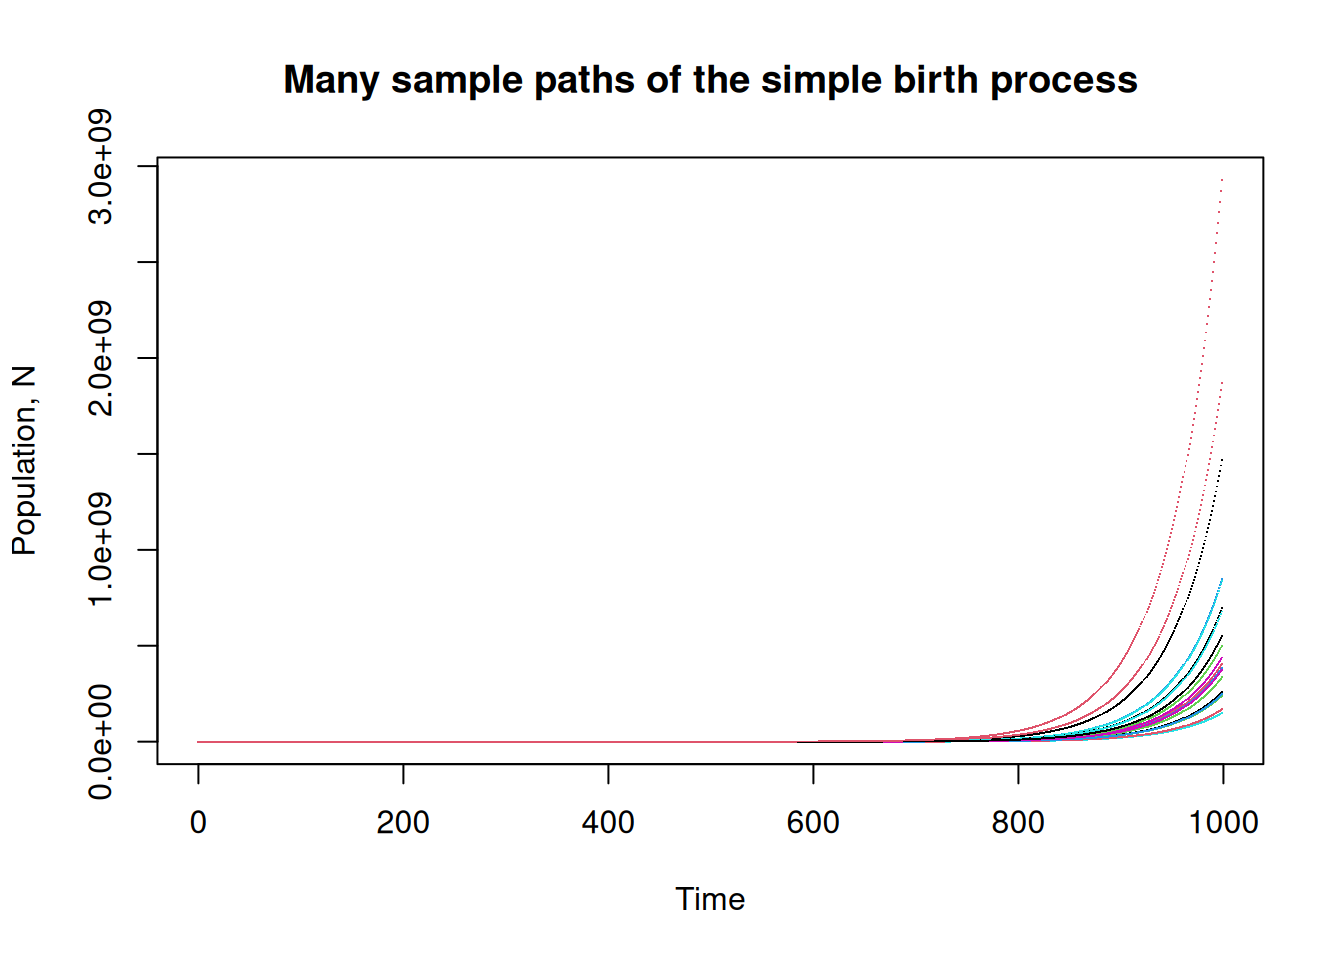 Many sample paths of the simple birth process
3.0e+09
2.0e+09
1.0e+09
0.0e+00
Population, N
0 200 400 600 800 1000
Time